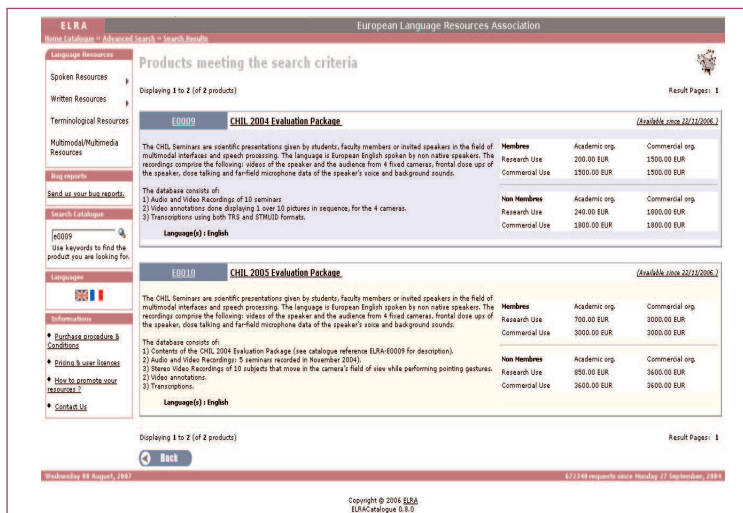 ELRA European Language Resources Association
Home Catalogue » Advanced Search » Search Results
Language Resources
Spoken Resources
Written Resources
Terminological Resources
Multimodal/Multimedia
Resources
Bug reports
Send us your bug reports.
Search Catalogue
e0009
Use keywords to find the
product you are looking for.
Languages
Informations
Purchase procedure &
Conditions
Pricing & user licences
How to promote your
resources ?
Contact Us
Products meeting the search criteria
Displaying 1 to 2 (of 2 products) Result Pages: 1
E0009 CHIL 2004 Evaluation Package (Available since 22/11/2006.)
The CHIL Seminars are scientific presentations given by students, faculty members or invited speakers in the field of
multimodal interfaces and speech processing. The language is European English spoken by non native speakers. The
recordings comprise the following: videos of the speaker and the audience from 4 fixed cameras, frontal close ups of
the speaker, close talking and far-field microphone data of the speaker's voice and background sounds.
The database consists of:
1) Audio and Video Recordings of 10 seminars
2) Video annotations done displaying 1 over 10 pictures in sequence, for the 4 cameras.
3) Transcriptions using both TRS and STMUID formats.
Language(s) : English
Membres Academic org. Commercial org.
Research Use 200.00 EUR 1500.00 EUR
Commercial Use 1500.00 EUR 1500.00 EUR
Non Membres Academic org. Commercial org.
Research Use 240.00 EUR 1800.00 EUR
Commercial Use 1800.00 EUR 1800.00 EUR
E0010 CHIL 2005 Evaluation Package (Available since 22/11/2006.)
The CHIL Seminars are scientific presentations given by students, faculty members or invited speakers in the field of
multimodal interfaces and speech processing. The language is European English spoken by non native speakers. The
recordings comprise the following: videos of the speaker and the audience from 4 fixed cameras, frontal close ups of
the speaker, close talking and far-field microphone data of the speaker's voice and background sounds.
The database consists of:
1) Contents of the CHIL 2004 Evaluation Package (see catalogue reference ELRA-E0009 for description).
2) Audio and Video Recordings: 5 seminars recorded in November 2004).
3) Stereo Video Recordings of 10 subjects that move in the camera's field of view while performing pointing gestures.
2) Video annotations.
3) Transcriptions.
Language(s) : English
Membres Academic org. Commercial org.
Research Use 700.00 EUR 3000.00 EUR
Commercial Use 3000.00 EUR 3000.00 EUR
Non Membres Academic org. Commercial org.
Research Use 850.00 EUR 3600.00 EUR
Commercial Use 3600.00 EUR 3600.00 EUR
Displaying 1 to 2 (of 2 products) Result Pages: 1
Back
Wednesday 08 August, 2007 672348 requests since Monday 27 September, 2004
Copyright © 2006 ELRA
ELRACatalogue 0.8.0